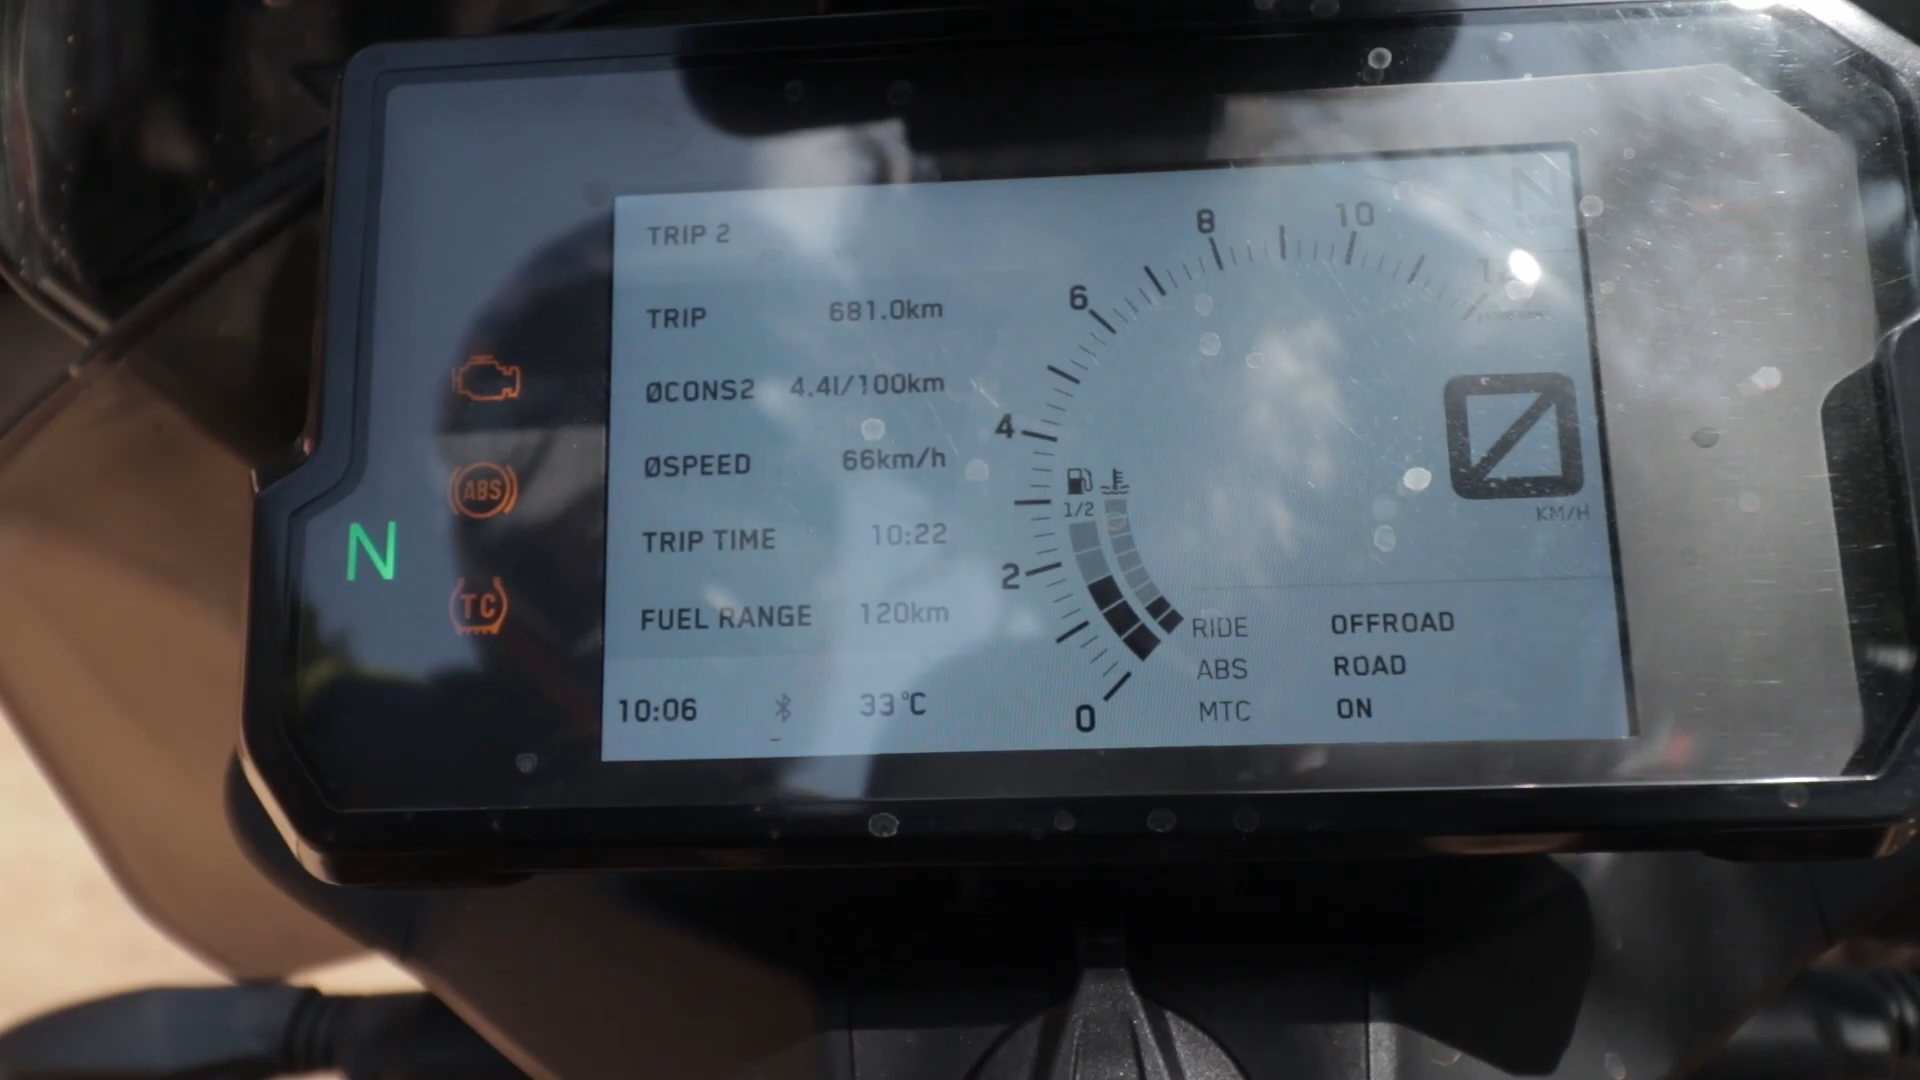 TRIP 2
TRIP 681.0km
ØCONS2 4.4l/100km
ØSPEED 66km/h
TRIP TIME 10:22
FUEL RANGE 120km
10:06 33°C
N
ABS
TC
0
2
4
6
8
10
1/2
N
0
KM/H
RIDE OFFROAD
ABS ROAD
MTC ON